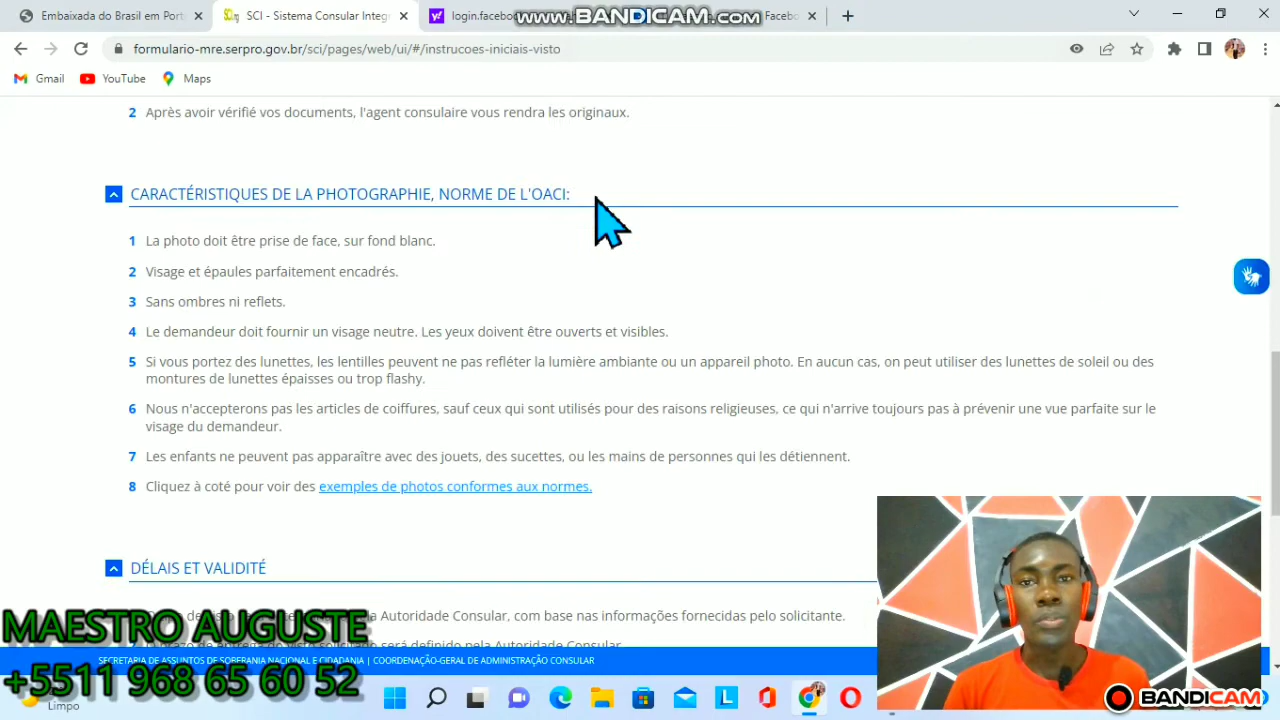 Embaixada do Brasil em Port
SCI - Sistema Consular Integ
login.facebo
Facebo
www.BANDICAM.com
formulario-mre.serpro.gov.br/sci/pages/web/ui/#/instrucoes-iniciais-visto
Gmail
YouTube
Maps
2 Après avoir vérifié vos documents, l'agent consulaire vous rendra les originaux.
CARACTÉRISTIQUES DE LA PHOTOGRAPHIE, NORME DE L'OACI:
1 La photo doit être prise de face, sur fond blanc.
2 Visage et épaules parfaitement encadrés.
3 Sans ombres ni reflets.
4 Le demandeur doit fournir un visage neutre. Les yeux doivent être ouverts et visibles.
5 Si vous portez des lunettes, les lentilles peuvent ne pas refléter la lumière ambiante ou un appareil photo. En aucun cas, on peut utiliser des lunettes de soleil ou des
montures de lunettes épaisses ou trop flashy.
6 Nous n'accepterons pas les articles de coiffures, sauf ceux qui sont utilisés pour des raisons religieuses, ce qui n'arrive toujours pas à prévenir une vue parfaite sur le
visage du demandeur.
7 Les enfants ne peuvent pas apparaître avec des jouets, des sucettes, ou les mains de personnes qui les détiennent.
8 Cliquez à coté pour voir des exemples de photos conformes aux normes.
DÉLAIS ET VALIDITÉ
la Autoridade Consular, com base nas informações fornecidas pelo solicitante.
solicitado será definido pela Autoridade Consular.
MAESTRO AUGUSTE
SECRETARIA DE ASSUNTOS DE SOBERANIA NACIONAL E CIDADANIA | COORDENAÇÃO-GERAL DE ADMINISTRAÇÃO CONSULAR
+5511 968 65 60 52
Limpo
BANDICAM